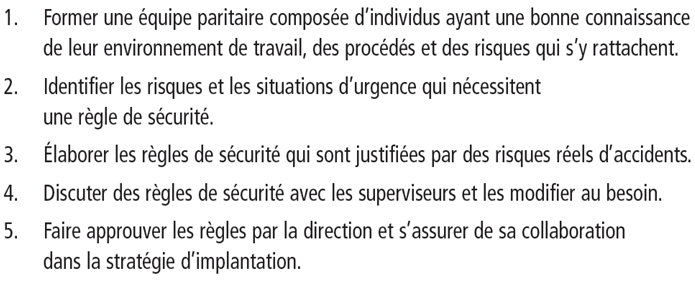 1. Former une équipe paritaire composée d’individus ayant une bonne connaissance
de leur environnement de travail, des procédés et des risques qui s’y rattachent.
2. Identifier les risques et les situations d’urgence qui nécessitent
une règle de sécurité.
3. Élaborer les règles de sécurité qui sont justifiées par des risques réels d’accidents.
4. Discuter des règles de sécurité avec les superviseurs et les modifier au besoin.
5. Faire approuver les règles par la direction et s’assurer de sa collaboration
dans la stratégie d’implantation.